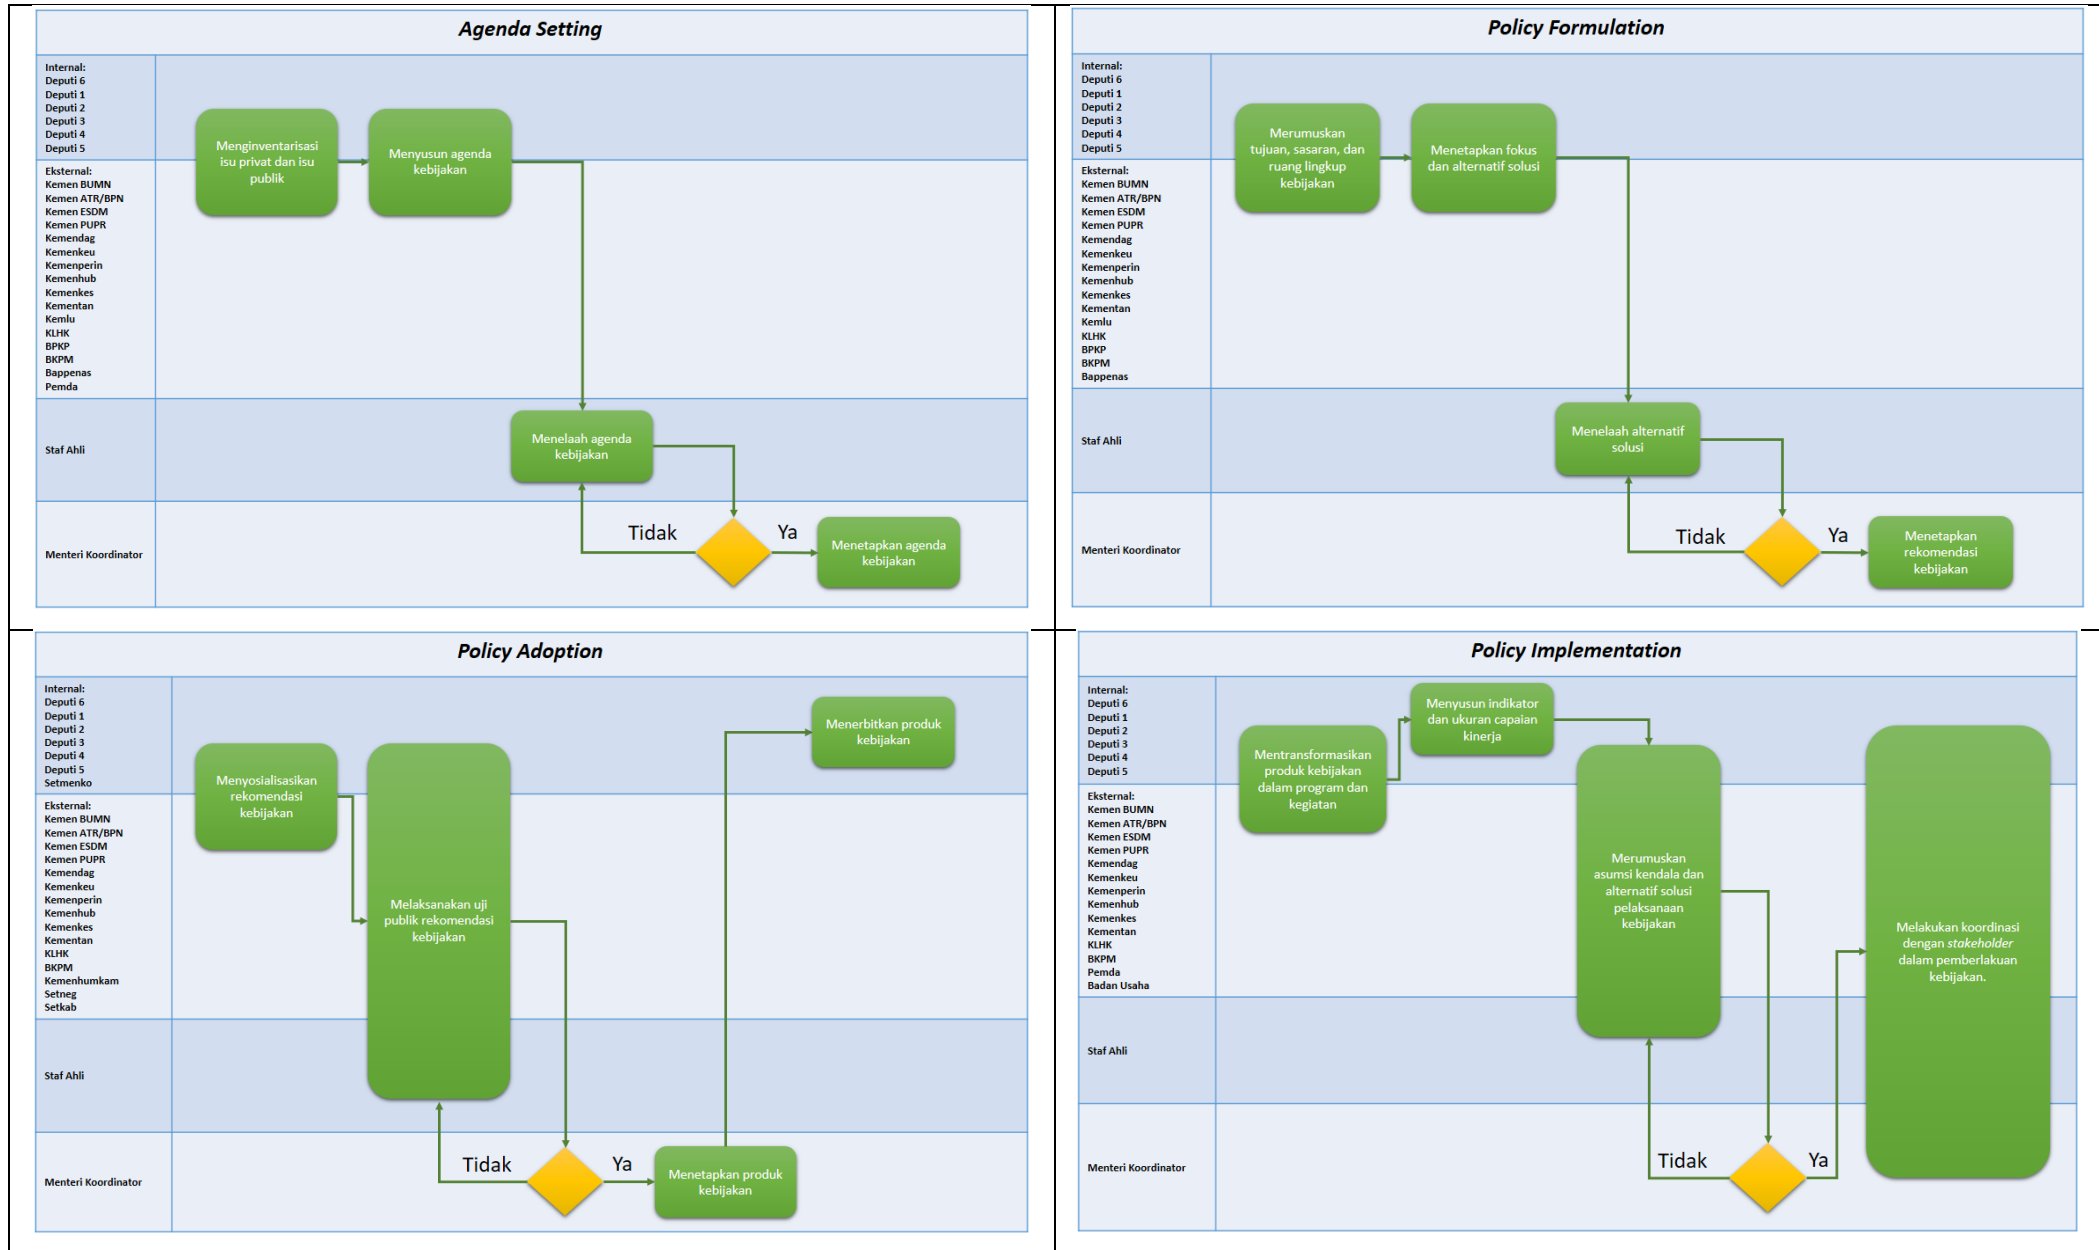 Agenda Setting
Internal:
Deputi 6
Deputi 1
Deputi 2
Deputi 3
Deputi 4
Deputi 5
Eksternal:
Kemen BUMN
Kemen ATR/BPN
Kemen ESDM
Kemen PUPR
Kemendag
Kemenkeu
Kemenperin
Kemenhub
Kemenkes
Kementan
Kemlu
KLHK
BPKP
BKPM
Bappenas
Pemda
Staf Ahli
Menteri Koordinator
Menginventarisasi
isu privat dan isu
publik
Menyusun agenda
kebijakan
Menelaah agenda
kebijakan
Tidak
Ya
Menetapkan agenda
kebijakan
Policy Formulation
Internal:
Deputi 6
Deputi 1
Deputi 2
Deputi 3
Deputi 4
Deputi 5
Eksternal:
Kemen BUMN
Kemen ATR/BPN
Kemen ESDM
Kemen PUPR
Kemendag
Kemenkeu
Kemenperin
Kemenhub
Kemenkes
Kementan
Kemlu
KLHK
BPKP
BKPM
Bappenas
Staf Ahli
Menteri Koordinator
Merumuskan
tujuan, sasaran, dan
ruang lingkup
kebijakan
Menetapkan fokus
dan alternatif solusi
Menelaah alternatif
solusi
Tidak
Ya
Menetapkan
rekomendasi
kebijakan
Policy Adoption
Internal:
Deputi 6
Deputi 1
Deputi 2
Deputi 3
Deputi 4
Deputi 5
Setmenko
Eksternal:
Kemen BUMN
Kemen ATR/BPN
Kemen ESDM
Kemen PUPR
Kemendag
Kemenkeu
Kemenperin
Kemenhub
Kemenkes
Kementan
KLHK
BKPM
Kemenhumkam
Setneg
Setkab
Staf Ahli
Menteri Koordinator
Menyosialisasikan
rekomendasi
kebijakan
Melaksanakan uji
publik rekomendasi
kebijakan
Tidak
Ya
Menetapkan produk
kebijakan
Menerbitkan produk
kebijakan
Policy Implementation
Internal:
Deputi 6
Deputi 1
Deputi 2
Deputi 3
Deputi 4
Deputi 5
Eksternal:
Kemen BUMN
Kemen ATR/BPN
Kemen ESDM
Kemen PUPR
Kemendag
Kemenkeu
Kemenperin
Kemenhub
Kemenkes
Kementan
KLHK
BKPM
Pemda
Badan Usaha
Staf Ahli
Menteri Koordinator
Mentransformasikan
produk kebijakan
dalam program dan
kegiatan
Menyusun indikator
dan ukuran capaian
kinerja
Merumuskan
asumsi kendala dan
alternatif solusi
pelaksanaan
kebijakan
Tidak
Ya
Melakukan koordinasi
dengan stakeholder
dalam pemberlakuan
kebijakan.